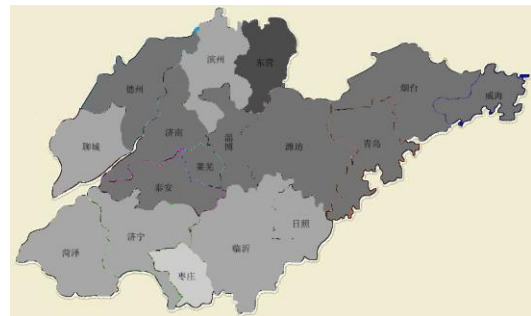 滨州
东营
德州
烟台
威海
聊城
济南
淄博
潍坊
青岛
莱芜
泰安
日照
菏泽
济宁
临沂
枣庄